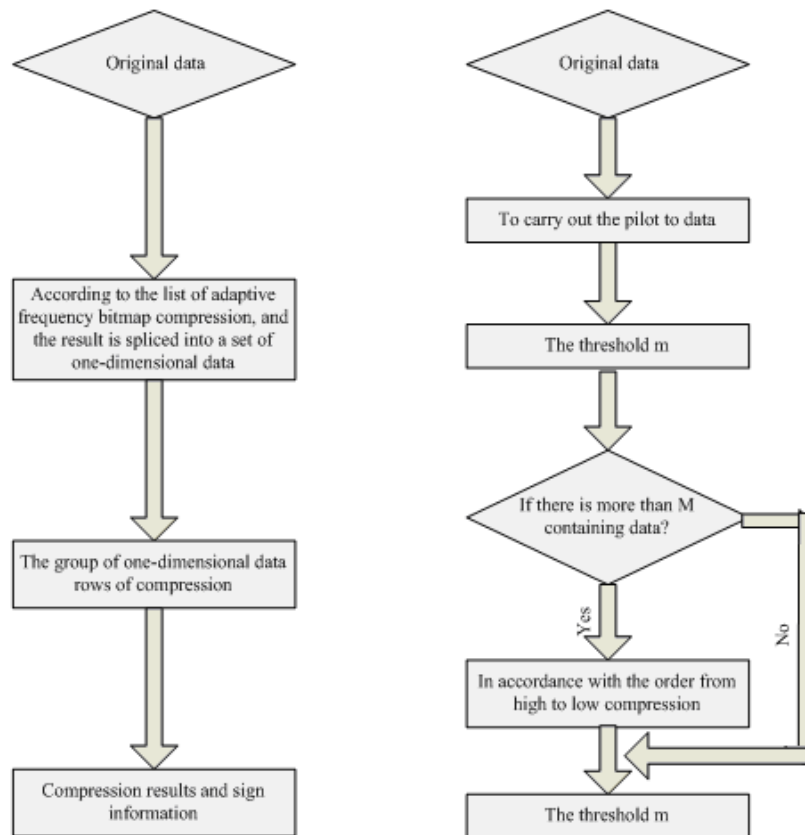 Original data
According to the list of adaptive
frequency bitmap compression, and
the result is spliced into a set of
one-dimensional data
The group of one-dimensional data
rows of compression
Compression results and sign
information
Original data
To carry out the pilot to data
The threshold m
If there is more than M
containing data?
Yes
No
In accordance with the order from
high to low compression
The threshold m